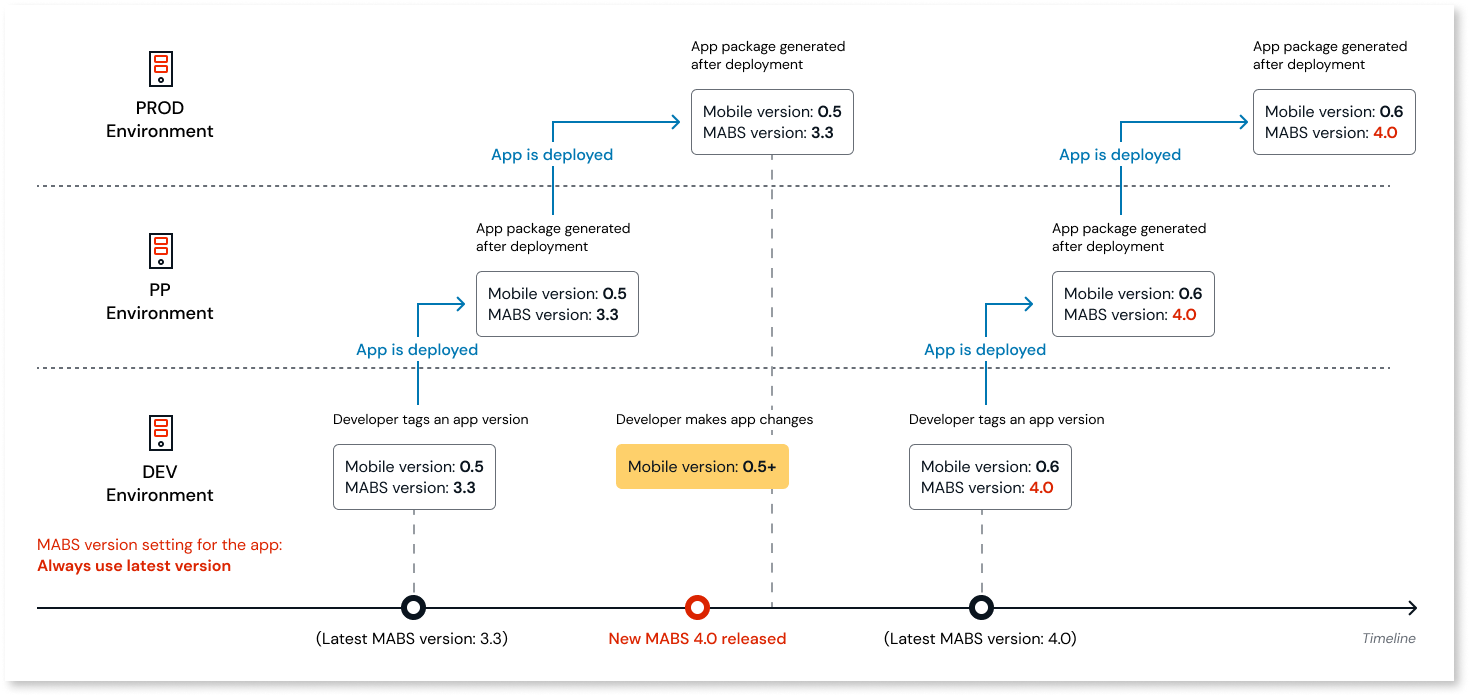 App package generated
after deployment
App package generated
after deployment
PROD
Environment
Mobile version: 0.5
MABS version: 3.3
Mobile version: 0.6
MABS version: 4.0
App is deployed
App is deployed
App package generated
after deployment
App package generated
after deployment
PP
Environment
Mobile version: 0.5
MABS version: 3.3
Mobile version: 0.6
MABS version: 4.0
App is deployed
App is deployed
Developer tags an app version
Developer makes app changes
Developer tags an app version
DEV
Environment
Mobile version: 0.5
MABS version: 3.3
Mobile version: 0.5+
Mobile version: 0.6
MABS version: 4.0
MABS version setting for the app:
Always use latest version
(Latest MABS version: 3.3)
New MABS 4.0 released
(Latest MABS version: 4.0)
Timeline